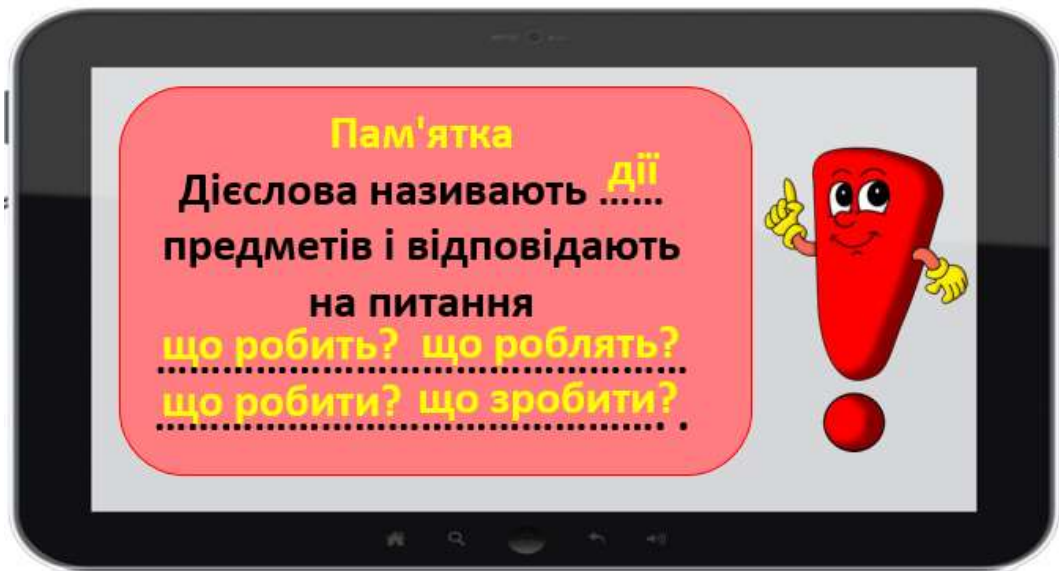 Пам'ятка
Дієслова називають дії
предметів і відповідають
на питання
що робить? що роблять?
що робити? що зробити?